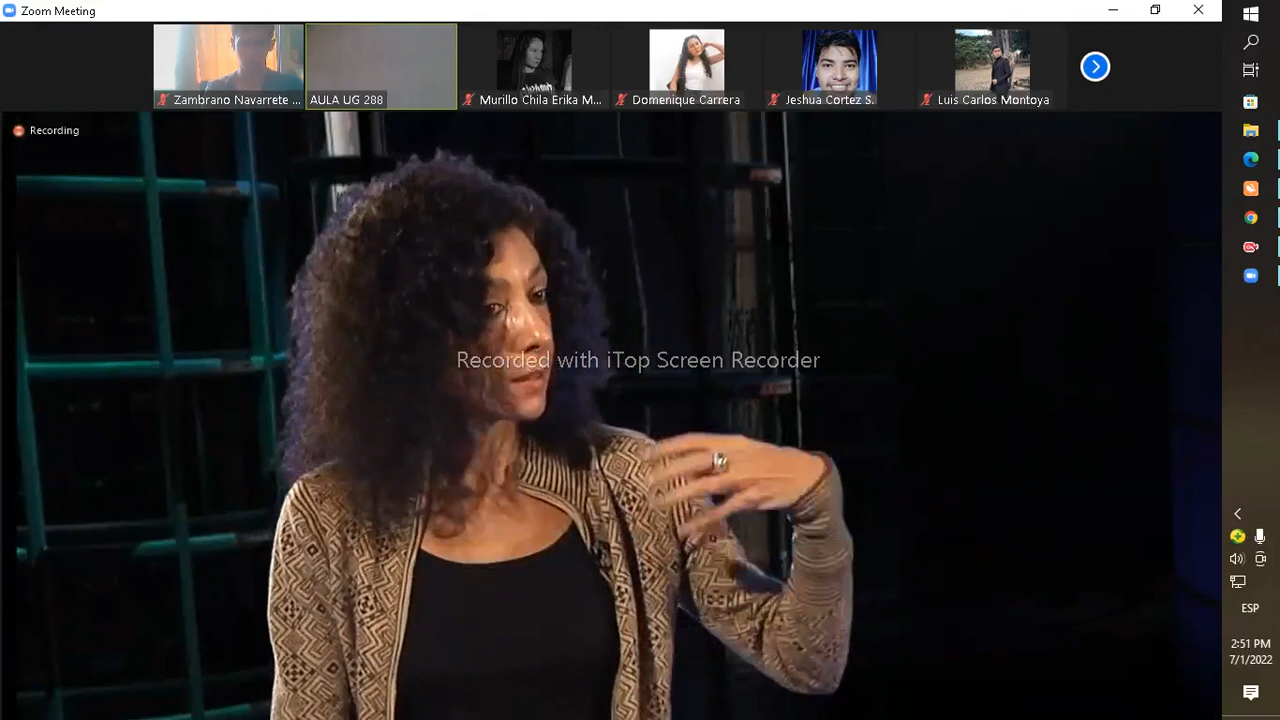 Zoom Meeting
Zambrano Navarrete ...
AULA UG 288
Murillo Chila Erika M...
Domenique Carrera
Jeshua Cortez S.
Luis Carlos Montoya
Recording
Recorded with iTop Screen Recorder
ESP
2:51 PM
7/1/2022